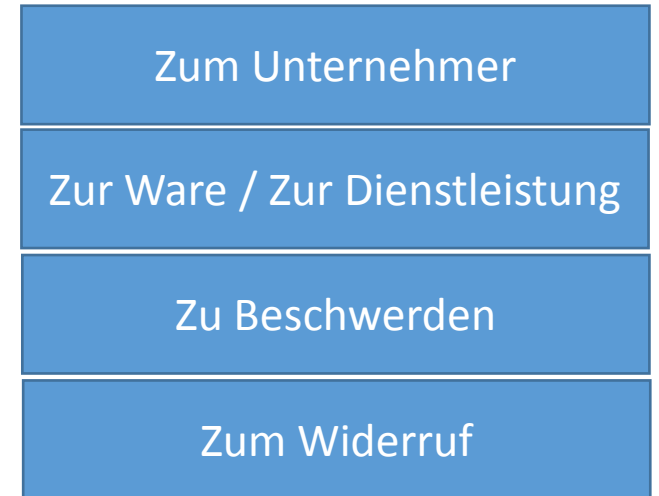 Zum Unternehmer
Zur Ware / Zur Dienstleistung
Zu Beschwerden
Zum Widerruf